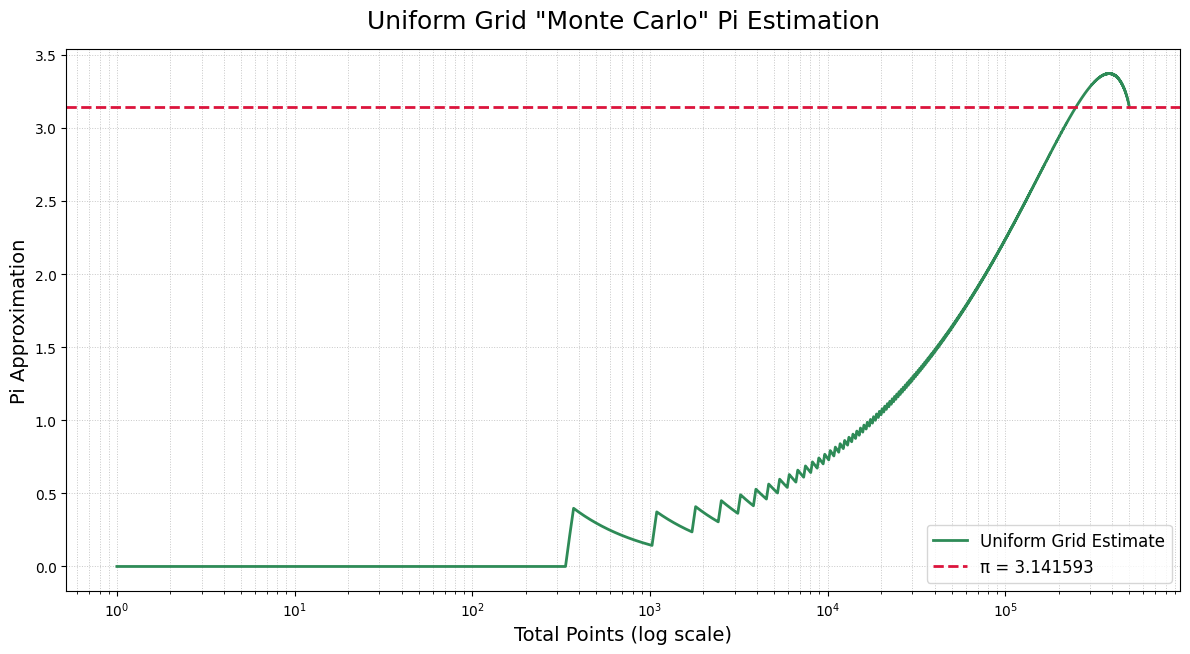 Uniform Grid "Monte Carlo" Pi Estimation
3.5
3.0
2.5
2.0
1.5
1.0
0.5
0.0
Pi Approximation
Uniform Grid Estimate
π = 3.141593
10⁰ 10¹ 10² 10³ 10⁴ 10⁵
Total Points (log scale)